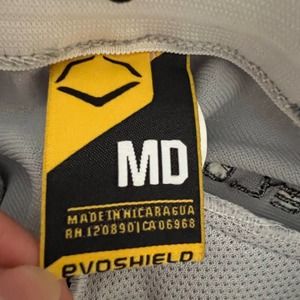 MD
MADE IN NICARAGUA
RN.120890 | CA 06968
EVOSHIELD